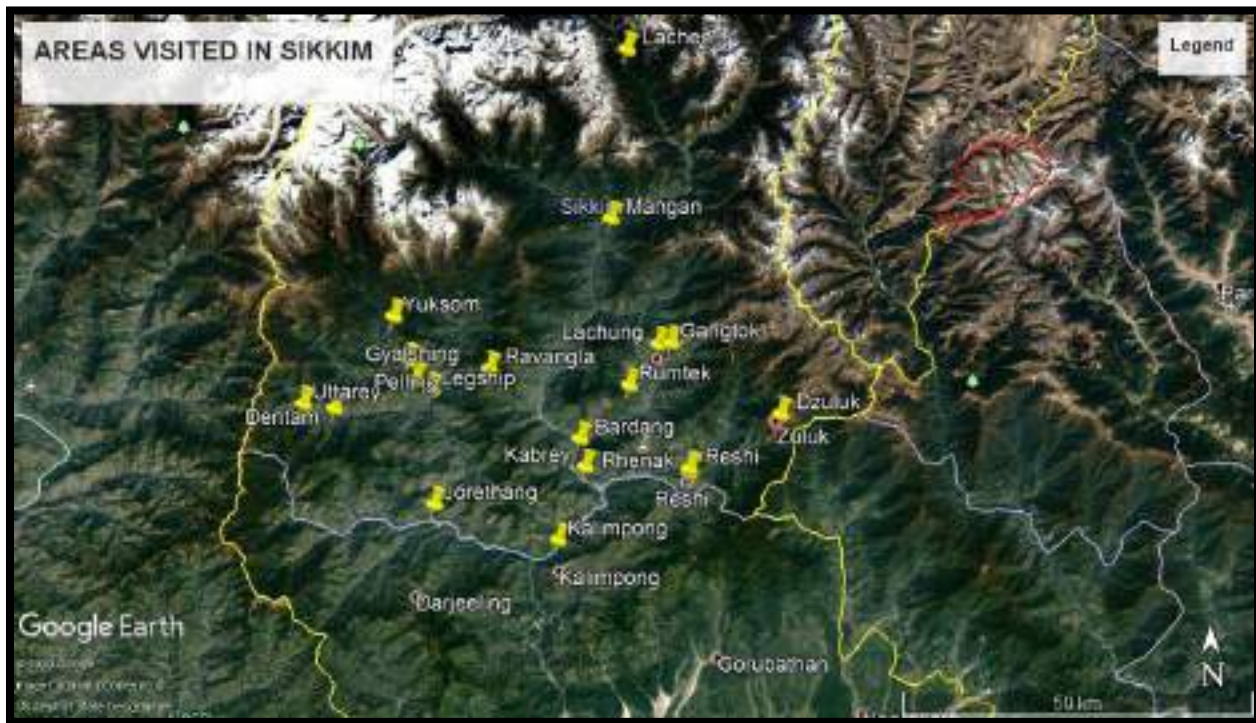 AREAS VISITED IN SIKKIM
Legend
Lachen
Sikkim Mangan
Yuksom
Lachung
Gangtok
Gyalshing
Ravangla
Pelling
Legship
Rumtek
Uttarey
Dentam
Dzuluk
Zuluk
Bardang
Kabrey
Rhenak
Reshi
Reshi
Jorethang
Kalimpong
Kalimpong
Darjeeling
Gorubathan
Google Earth
N
50 km